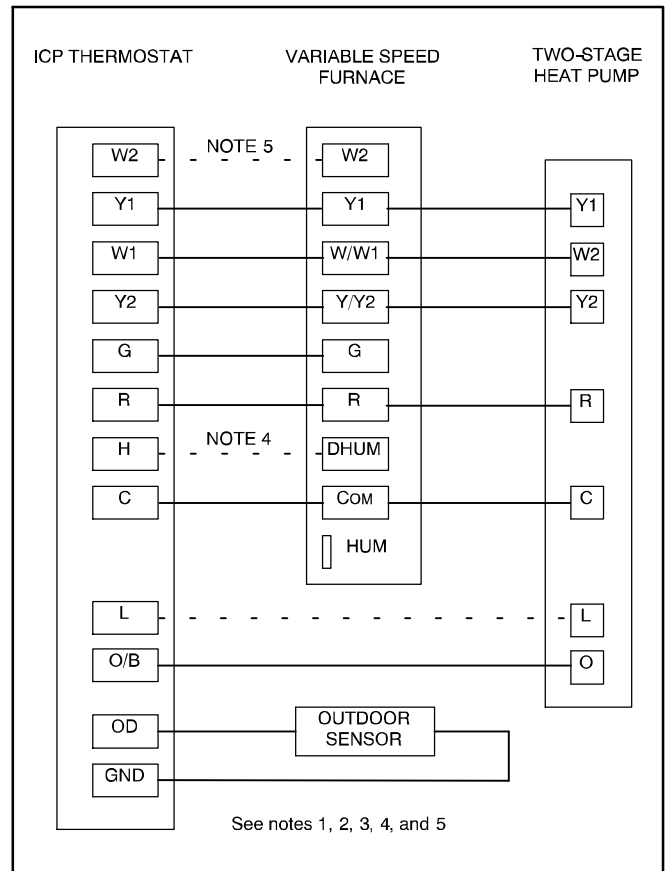 ICP THERMOSTAT
VARIABLE SPEED
FURNACE
TWO-STAGE
HEAT PUMP
W2
NOTE 5
W2
Y1
Y1
Y1
W1
W/W1
W2
Y2
Y/Y2
Y2
G
G
R
R
R
H
NOTE 4
DHUM
C
COM
C
HUM
L
L
O/B
O
OD
OUTDOOR
SENSOR
GND
See notes 1, 2, 3, 4, and 5